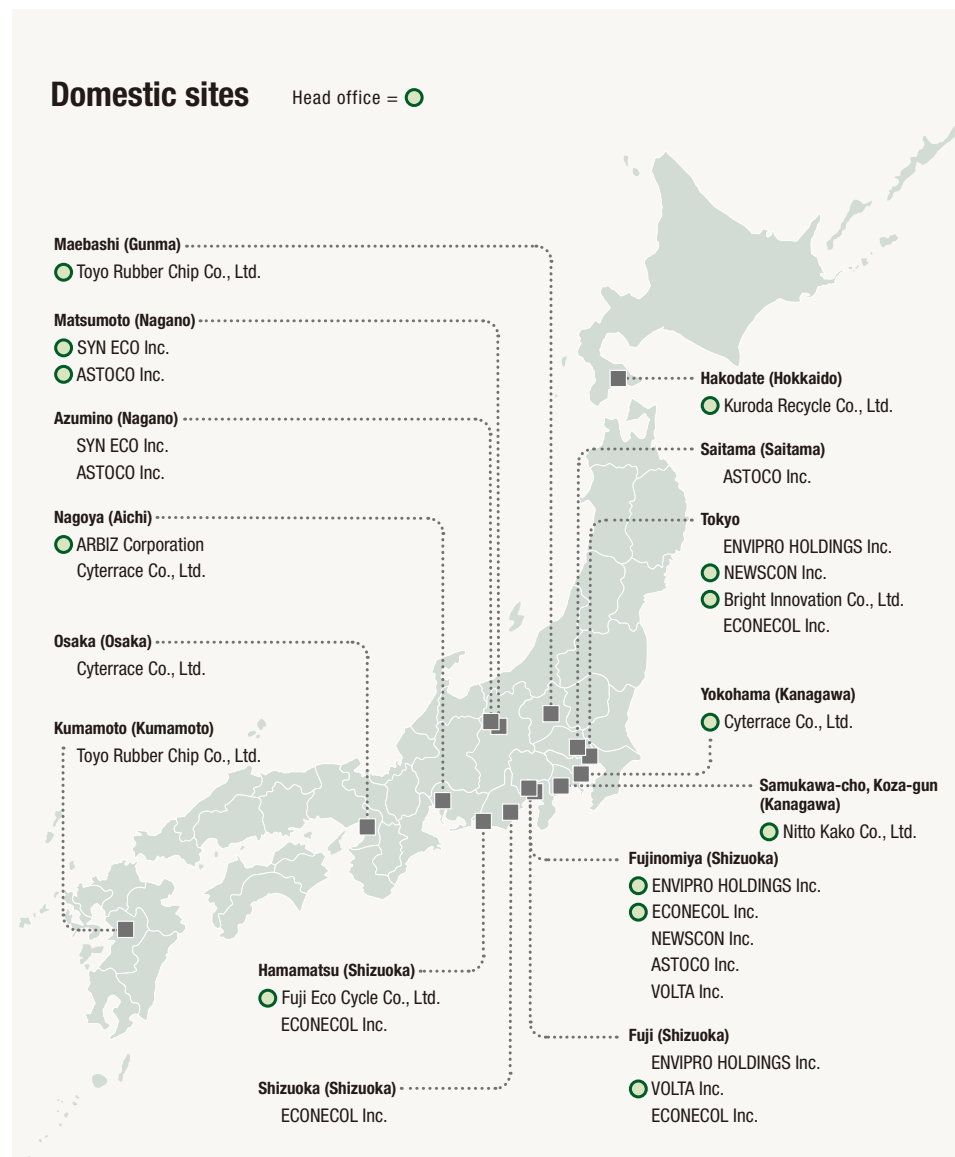 Domestic sites
Head office =
Maebashi (Gunma)
Toyo Rubber Chip Co., Ltd.
Matsumoto (Nagano)
SYN ECO Inc.
ASTOCO Inc.
Azumino (Nagano)
SYN ECO Inc.
ASTOCO Inc.
Nagoya (Aichi)
ARBIZ Corporation
Cyterrace Co., Ltd.
Osaka (Osaka)
Cyterrace Co., Ltd.
Kumamoto (Kumamoto)
Toyo Rubber Chip Co., Ltd.
Hakodate (Hokkaido)
Kuroda Recycle Co., Ltd.
Saitama (Saitama)
ASTOCO Inc.
Tokyo
ENVIPRO HOLDINGS Inc.
NEWSCON Inc.
Bright Innovation Co., Ltd.
ECONECOL Inc.
Yokohama (Kanagawa)
Cyterrace Co., Ltd.
Samukawa-cho, Koza-gun
(Kanagawa)
Nitto Kako Co., Ltd.
Fujinomiya (Shizuoka)
ENVIPRO HOLDINGS Inc.
ECONECOL Inc.
NEWSCON Inc.
ASTOCO Inc.
VOLTA Inc.
Hamamatsu (Shizuoka)
Fuji Eco Cycle Co., Ltd.
ECONECOL Inc.
Fuji (Shizuoka)
ENVIPRO HOLDINGS Inc.
VOLTA Inc.
ECONECOL Inc.
Shizuoka (Shizuoka)
ECONECOL Inc.